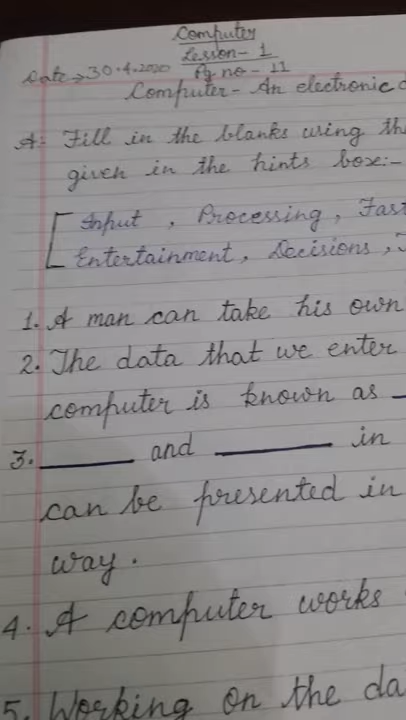 Computer
Lesson - 1
Date → 30.4.2020 Pg no - 11
Computer - An electronic
A: Fill in the blanks using th
given in the hints box:-
[ Input , Processing , Fast
Entertainment , Decisions ,
1. A man can take his own
2. The data that we enter
computer is known as
3. ______ and ______ in
can be presented in
way.
4. A computer works
5. Working on the da